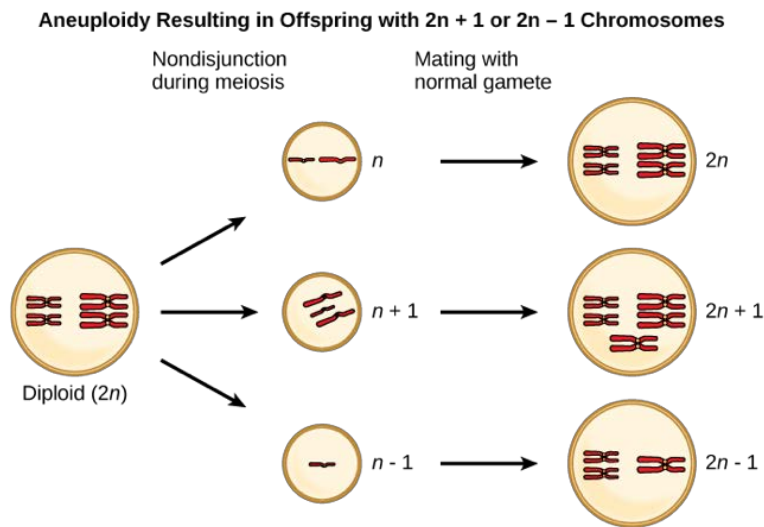 Aneuploidy Resulting in Offspring with 2n + 1 or 2n – 1 Chromosomes
Nondisjunction
during meiosis
Mating with
normal gamete
n
2n
Diploid (2n)
n + 1
2n + 1
n - 1
2n - 1